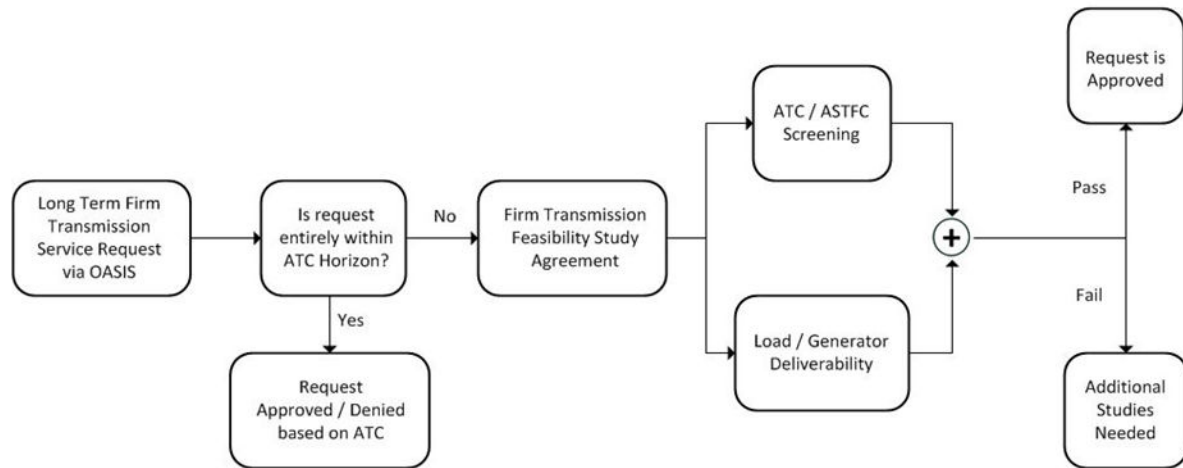 Long Term Firm
Transmission
Service Request
via OASIS
Is request
entirely within
ATC Horizon?
No
Yes
Request
Approved / Denied
based on ATC
Firm Transmission
Feasibility Study
Agreement
ATC / ASTFC
Screening
Load / Generator
Deliverability
+
Pass
Request is
Approved
Fail
Additional
Studies
Needed